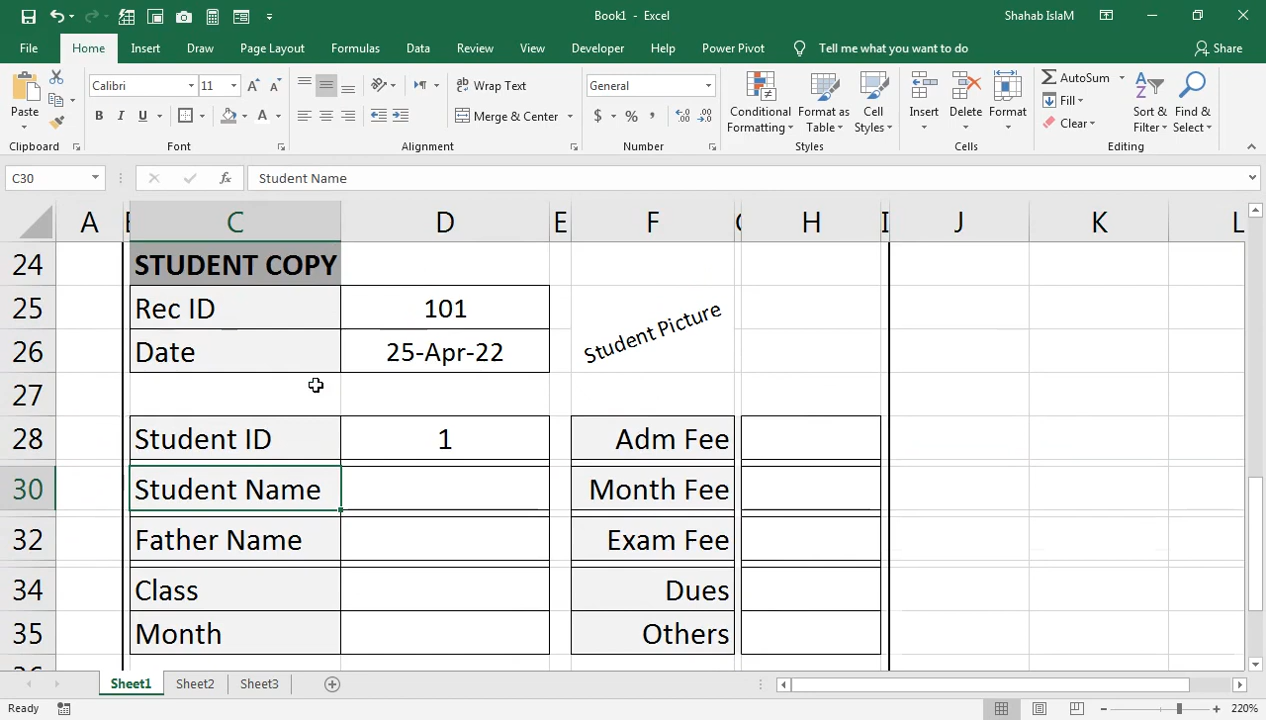 Book1 - Excel
Shahab IslaM
File Home Insert Draw Page Layout Formulas Data Review View Developer Help Power Pivot Tell me what you want to do Share
Paste
Clipboard
Calibri 11
B I U
Font
Wrap Text
Merge & Center
Alignment
General
$ % ,
Number
Conditional Formatting
Format as Table
Cell Styles
Styles
Insert Delete Format
Cells
AutoSum
Fill
Clear
Sort & Filter
Find & Select
Editing
C30 fx Student Name
A C D E F H I J K L
24 STUDENT COPY
25 Rec ID 101
Student Picture
26 Date 25-Apr-22
27
28 Student ID 1 Adm Fee
30 Student Name Month Fee
32 Father Name Exam Fee
34 Class Dues
35 Month Others
Sheet1 Sheet2 Sheet3
Ready 220%